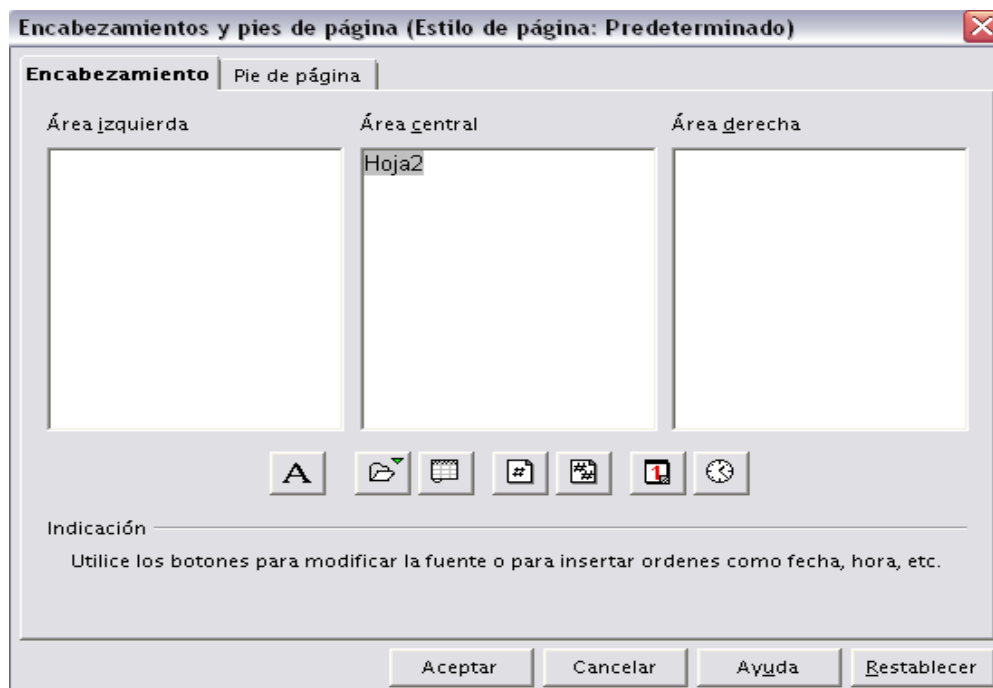 Encabezamientos y pies de página (Estilo de página: Predeterminado)
Encabezamiento Pie de página
Área izquierda Área central Área derecha
Hoja2
A # # 1
Indicación
Utilice los botones para modificar la fuente o para insertar ordenes como fecha, hora, etc.
Aceptar Cancelar Ayuda Restablecer